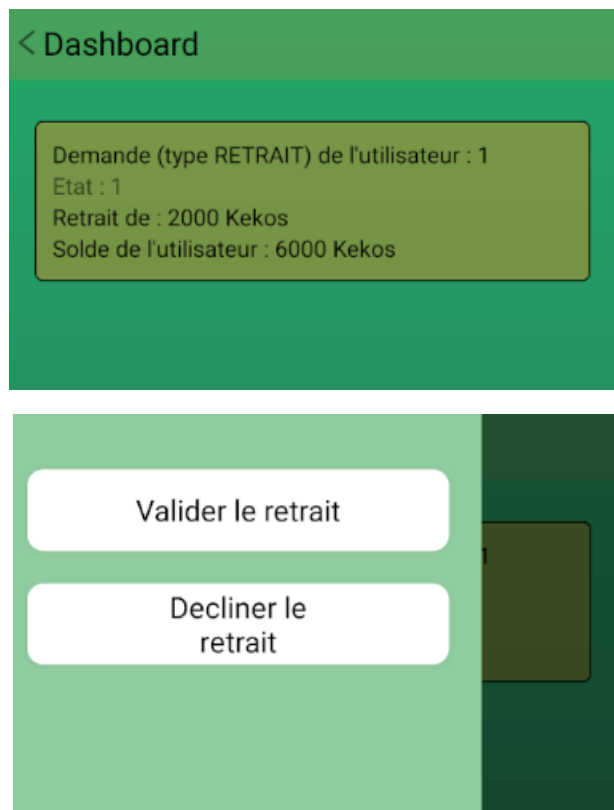 < Dashboard
Demande (type RETRAIT) de l'utilisateur : 1
Etat : 1
Retrait de : 2000 Kekos
Solde de l'utilisateur : 6000 Kekos
Valider le retrait
1
Decliner le
retrait